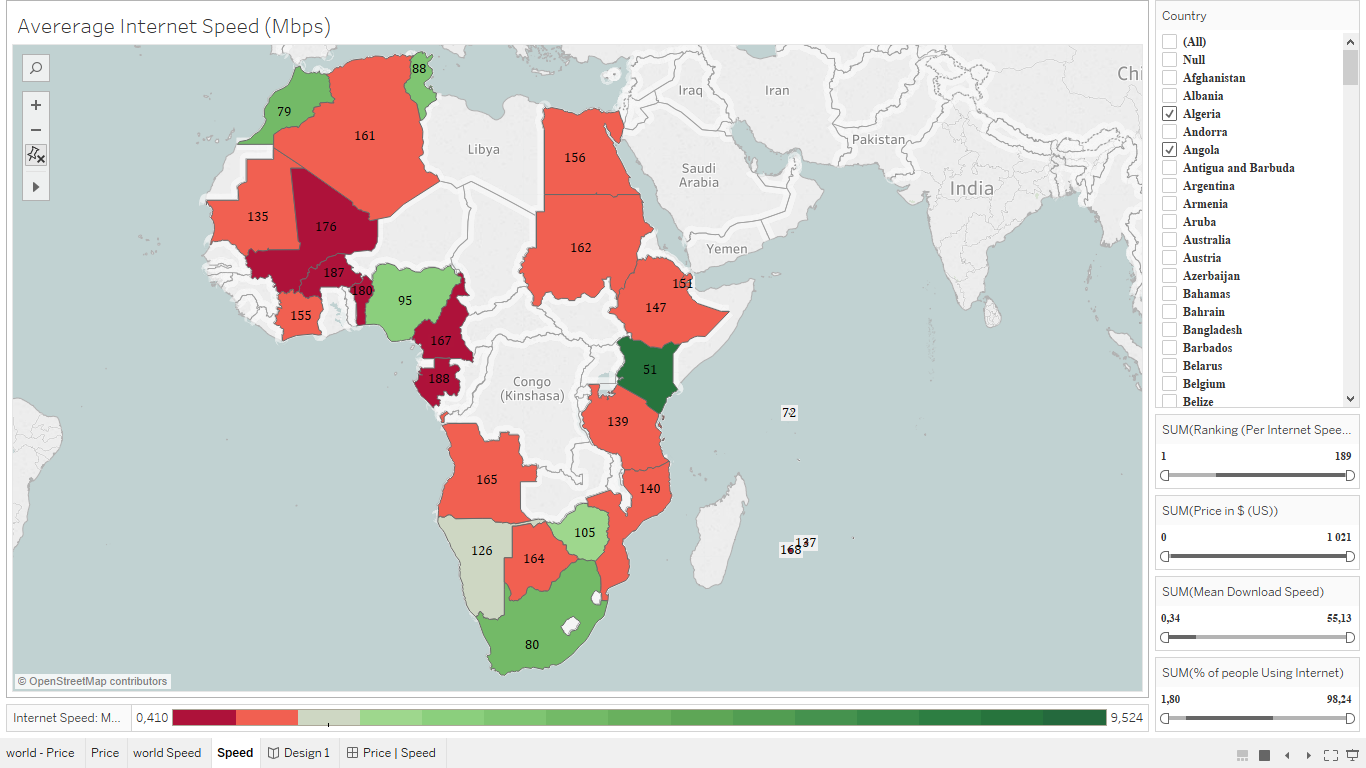 Avererage Internet Speed (Mbps)
88
79
161
Libya
156
Iraq
Iran
Pakistan
Saudi
Arabia
India
Chi
135
176
162
Yemen
187
180
95
155
151
147
167
188
Congo
(Kinshasa)
51
72
139
165
140
105
126
164
137
168
80
© OpenStreetMap contributors
Country
(All)
Null
Afghanistan
Albania
Algeria
Andorra
Angola
Antigua and Barbuda
Argentina
Armenia
Aruba
Australia
Austria
Azerbaijan
Bahamas
Bahrain
Bangladesh
Barbados
Belarus
Belgium
Belize
SUM(Ranking (Per Internet Spee...
1 189
SUM(Price in $ (US))
0 1 021
SUM(Mean Download Speed)
0,34 55,13
SUM(% of people Using Internet)
1,80 98,24
Internet Speed: M... 0,410 9,524
world - Price Price world Speed Speed Design 1 Price | Speed